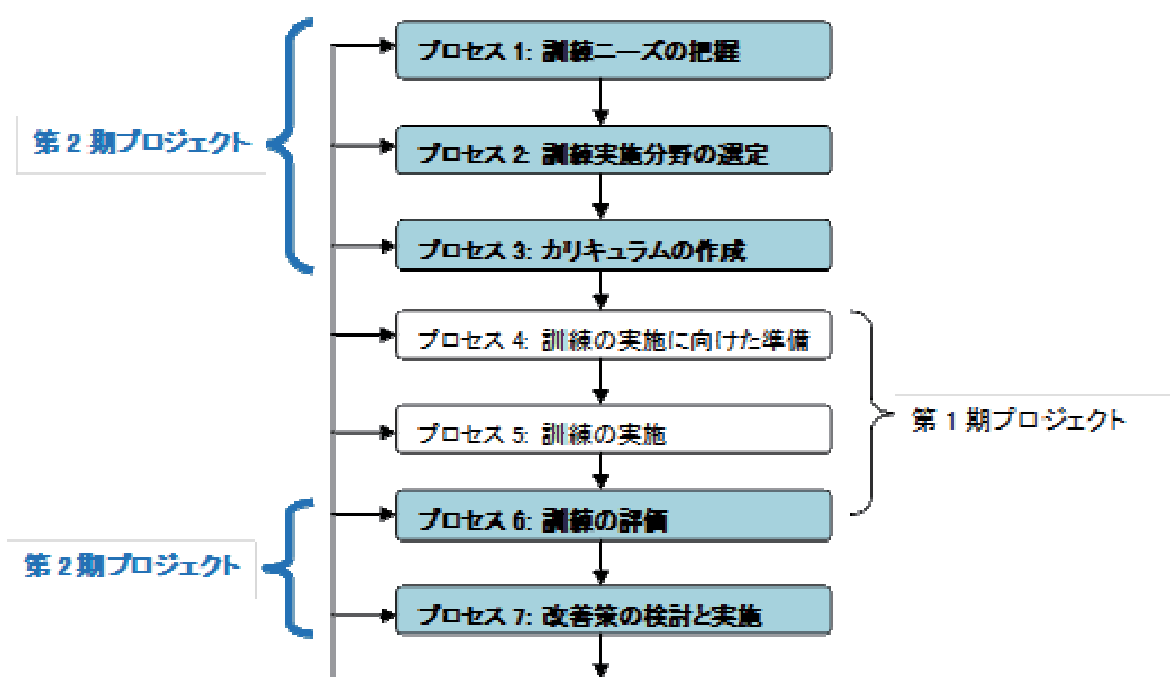 プロセス 1: 訓練ニーズの把握
第 2 期プロジェクト
プロセス 2: 訓練実施分野の選定
プロセス 3: カリキュラムの作成
プロセス 4: 訓練の実施に向けた準備
第 1 期プロジェクト
プロセス 5: 訓練の実施
プロセス 6: 訓練の評価
第 2 期プロジェクト
プロセス 7: 改善策の検討と実施